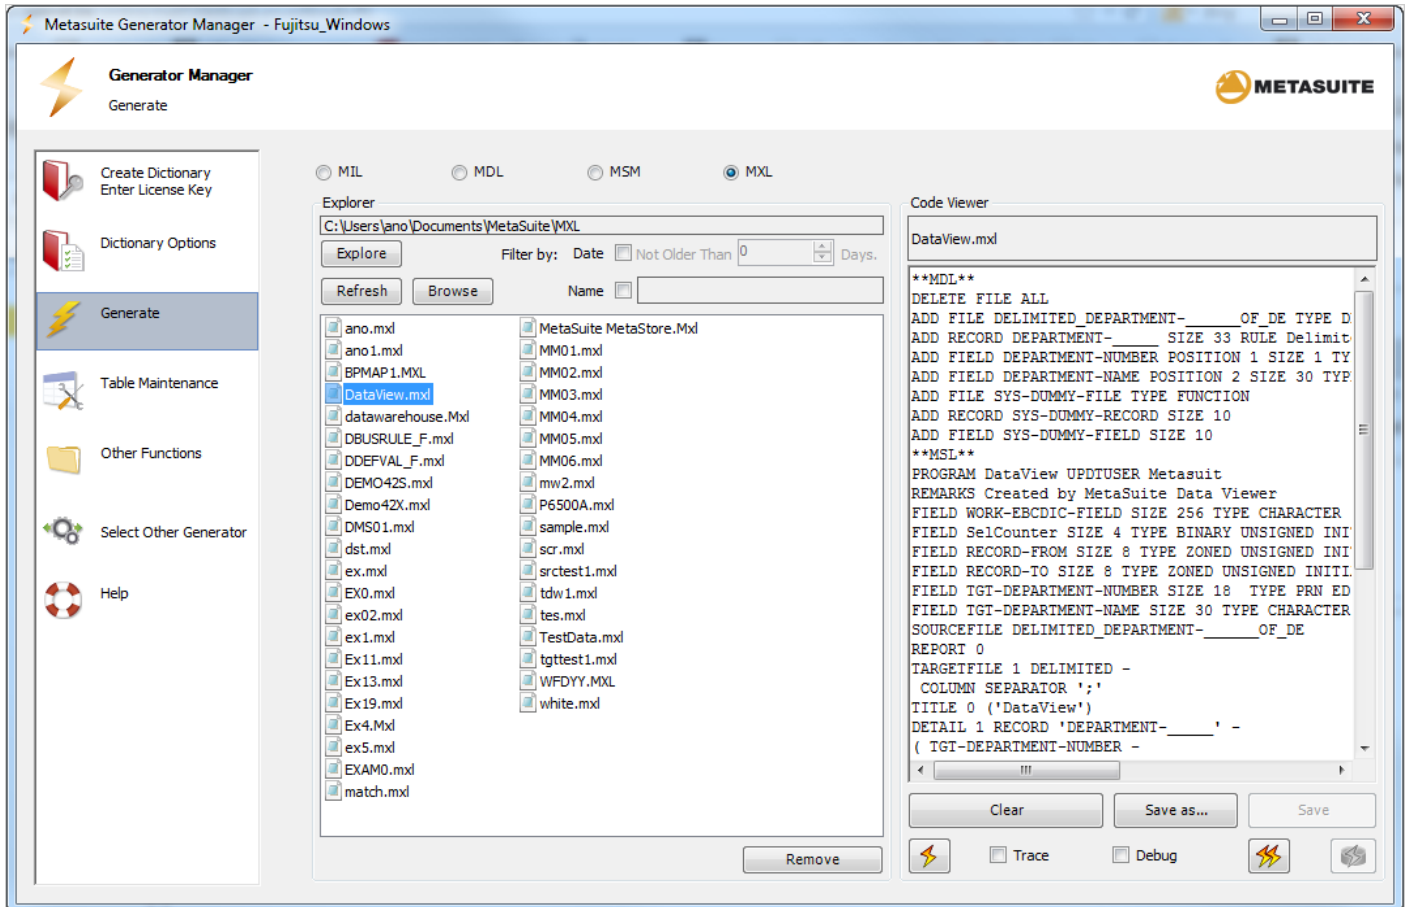 Metasuite Generator Manager - Fujitsu_Windows
Generator Manager
Generate
METASUITE
Create Dictionary
Enter License Key
Dictionary Options
Generate
Table Maintenance
Other Functions
Select Other Generator
Help
MIL
MDL
MSM
MXL
Explorer
C:\Users\ano\Documents\MetaSuite\MXL
Explore
Filter by: Date Not Older Than 0 Days.
Refresh
Browse
Name
ano.mxl
ano1.mxl
BPMAP1.MXL
DataView.mxl
datawarehouse.Mxl
DBUSRULE_F.mxl
DDEFVAL_F.mxl
DEMO42S.mxl
Demo42X.mxl
DMS01.mxl
dst.mxl
ex.mxl
EX0.mxl
ex02.mxl
ex1.mxl
Ex11.mxl
Ex13.mxl
Ex19.mxl
Ex4.Mxl
ex5.mxl
EXAM0.mxl
match.mxl
MetaSuite MetaStore.Mxl
MM01.mxl
MM02.mxl
MM03.mxl
MM04.mxl
MM05.mxl
MM06.mxl
mw2.mxl
P6500A.mxl
sample.mxl
scr.mxl
srctest1.mxl
tdw1.mxl
tes.mxl
TestData.mxl
tgttest1.mxl
WFDYY.MXL
white.mxl
Remove
Code Viewer
DataView.mxl
**MDL**
DELETE FILE ALL
ADD FILE DELIMITED_DEPARTMENT-______OF_DE TYPE D
ADD RECORD DEPARTMENT-_____ SIZE 33 RULE Delimit
ADD FIELD DEPARTMENT-NUMBER POSITION 1 SIZE 1 TY
ADD FIELD DEPARTMENT-NAME POSITION 2 SIZE 30 TYP
ADD FILE SYS-DUMMY-FILE TYPE FUNCTION
ADD RECORD SYS-DUMMY-RECORD SIZE 10
ADD FIELD SYS-DUMMY-FIELD SIZE 10
**MSL**
PROGRAM DataView UPDTUSER Metasuit
REMARKS Created by MetaSuite Data Viewer
FIELD WORK-EBCDIC-FIELD SIZE 256 TYPE CHARACTER
FIELD SelCounter SIZE 4 TYPE BINARY UNSIGNED INI
FIELD RECORD-FROM SIZE 8 TYPE ZONED UNSIGNED INI
FIELD RECORD-TO SIZE 8 TYPE ZONED UNSIGNED INITI
FIELD TGT-DEPARTMENT-NUMBER SIZE 18 TYPE PRN ED
FIELD TGT-DEPARTMENT-NAME SIZE 30 TYPE CHARACTER
SOURCEFILE DELIMITED_DEPARTMENT-______OF_DE
REPORT 0
TARGETFILE 1 DELIMITED -
COLUMN SEPARATOR ';'
TITLE 0 ('DataView')
DETAIL 1 RECORD 'DEPARTMENT-_____' -
( TGT-DEPARTMENT-NUMBER -
Clear
Save as...
Save
Trace
Debug